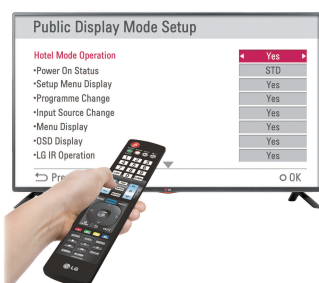 Public Display Mode Setup
Hotel Mode Operation Yes
•Power On Status STD
•Setup Menu Display Yes
•Programme Change Yes
•Input Source Change Yes
•Menu Display Yes
•OSD Display Yes
•LG IR Operation Yes
OK
LG